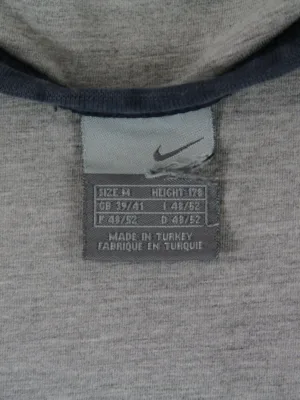 SIZE M HEIGHT 178
GB 39/41 I 48/52
F 48/52 D 48/52
MADE IN TURKEY
FABRIQUE EN TURQUIE